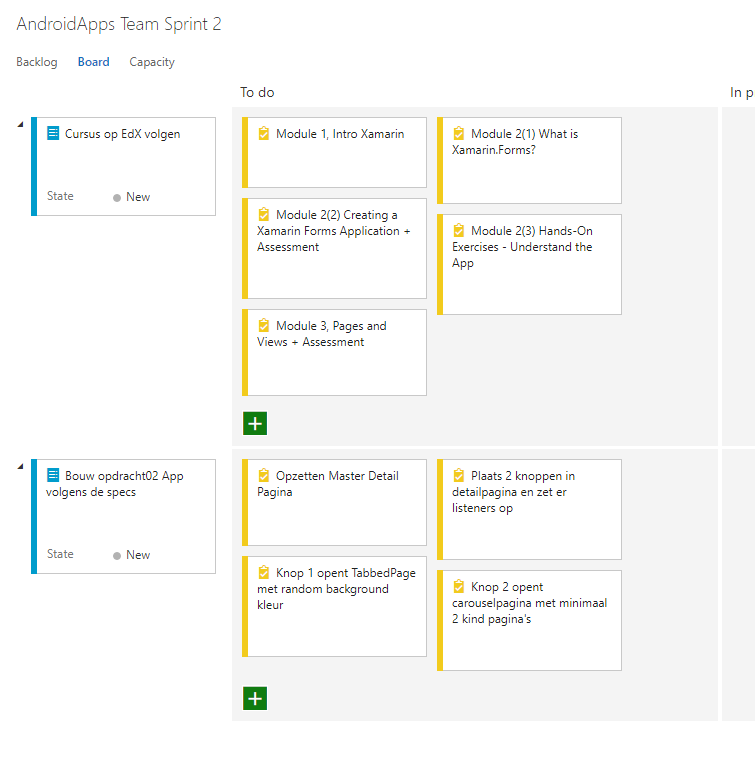 AndroidApps Team Sprint 2
Backlog Board Capacity
To do
In p
Cursus op EdX volgen
State New
Module 1, Intro Xamarin
Module 2(1) What is
Xamarin.Forms?
Module 2(2) Creating a
Xamarin Forms Application +
Assessment
Module 2(3) Hands-On
Exercises - Understand the
App
Module 3, Pages and
Views + Assessment
Bouw opdracht02 App
volgens de specs
State New
Opzetten Master Detail
Pagina
Plaats 2 knoppen in
detailpagina en zet er
listeners op
Knop 1 opent TabbedPage
met random background
kleur
Knop 2 opent
carouselpagina met minimaal
2 kind pagina's